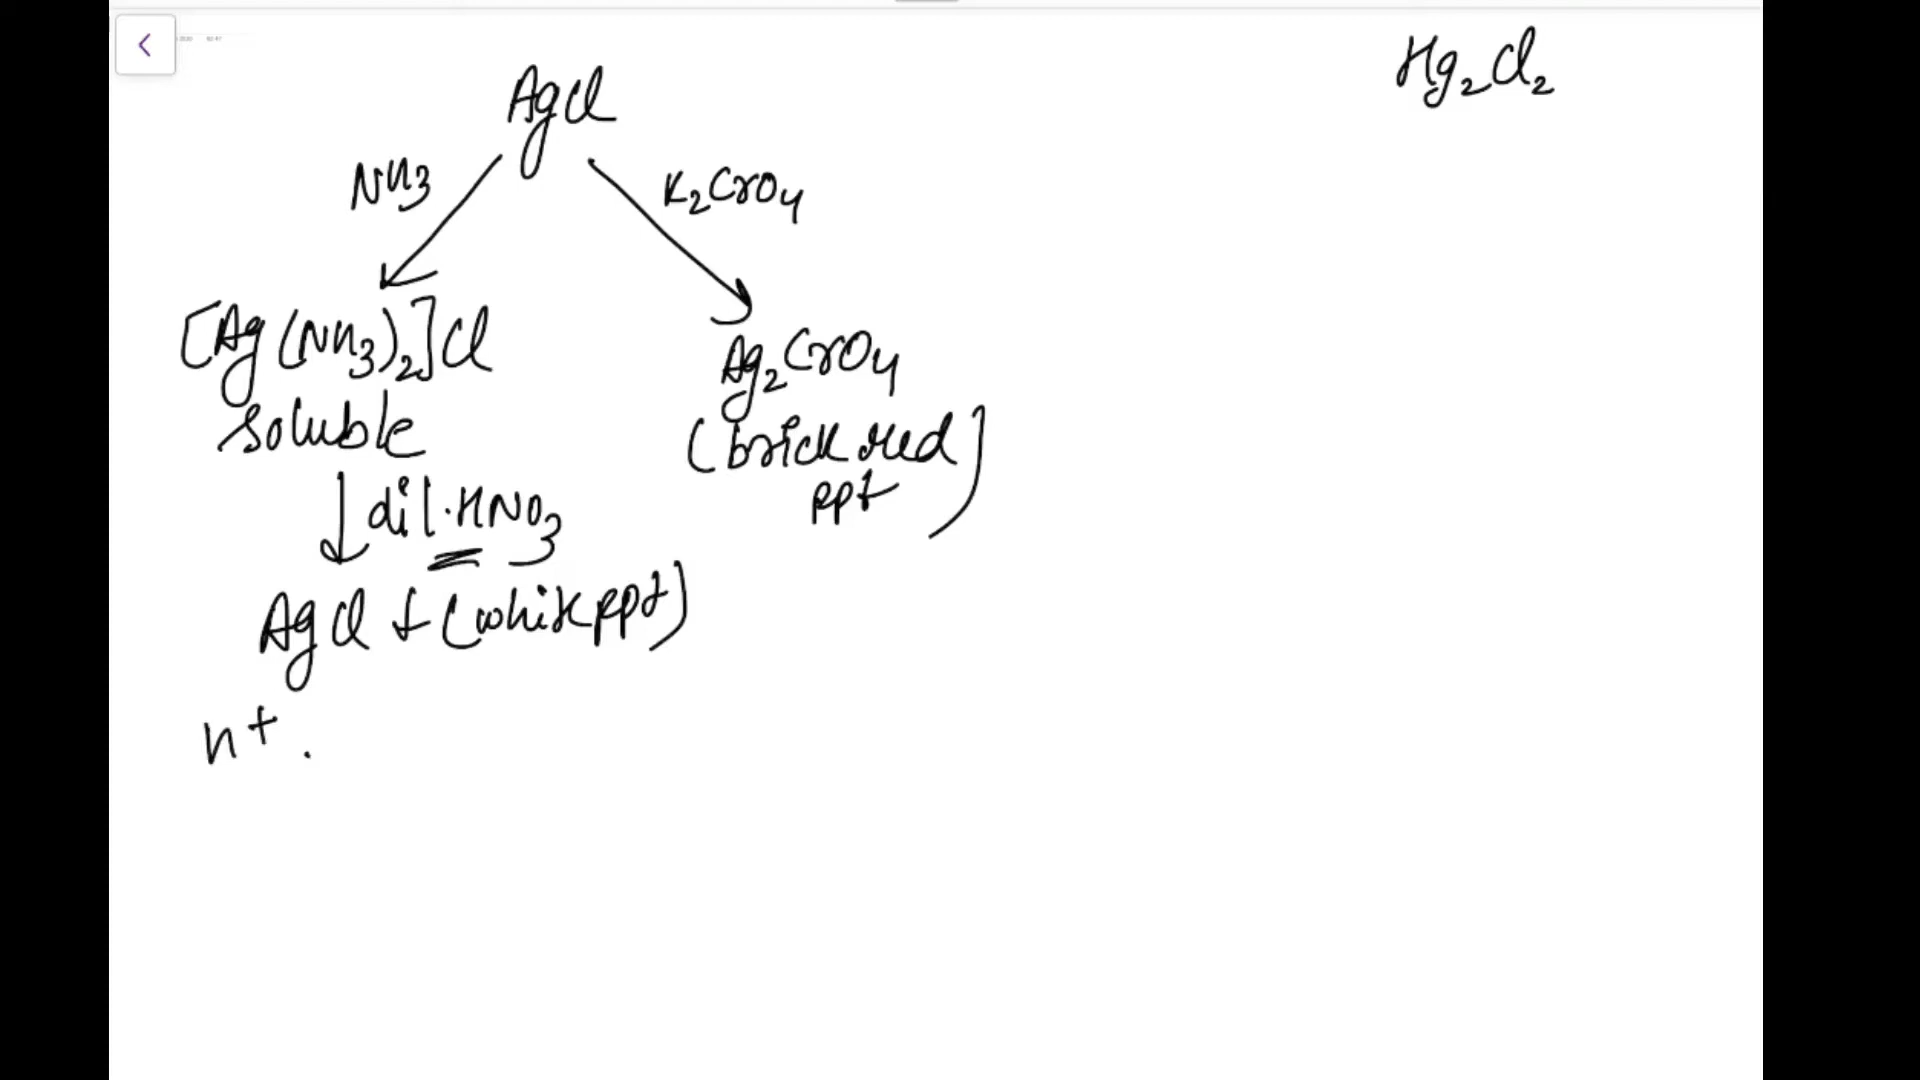 Hg2Cl2
AgCl
NH3
K2CrO4
[Ag(NH3)2]Cl
soluble
Ag2CrO4
(brick red
ppt)
dil. HNO3
AgCl ↓ (white ppt)
H+ .